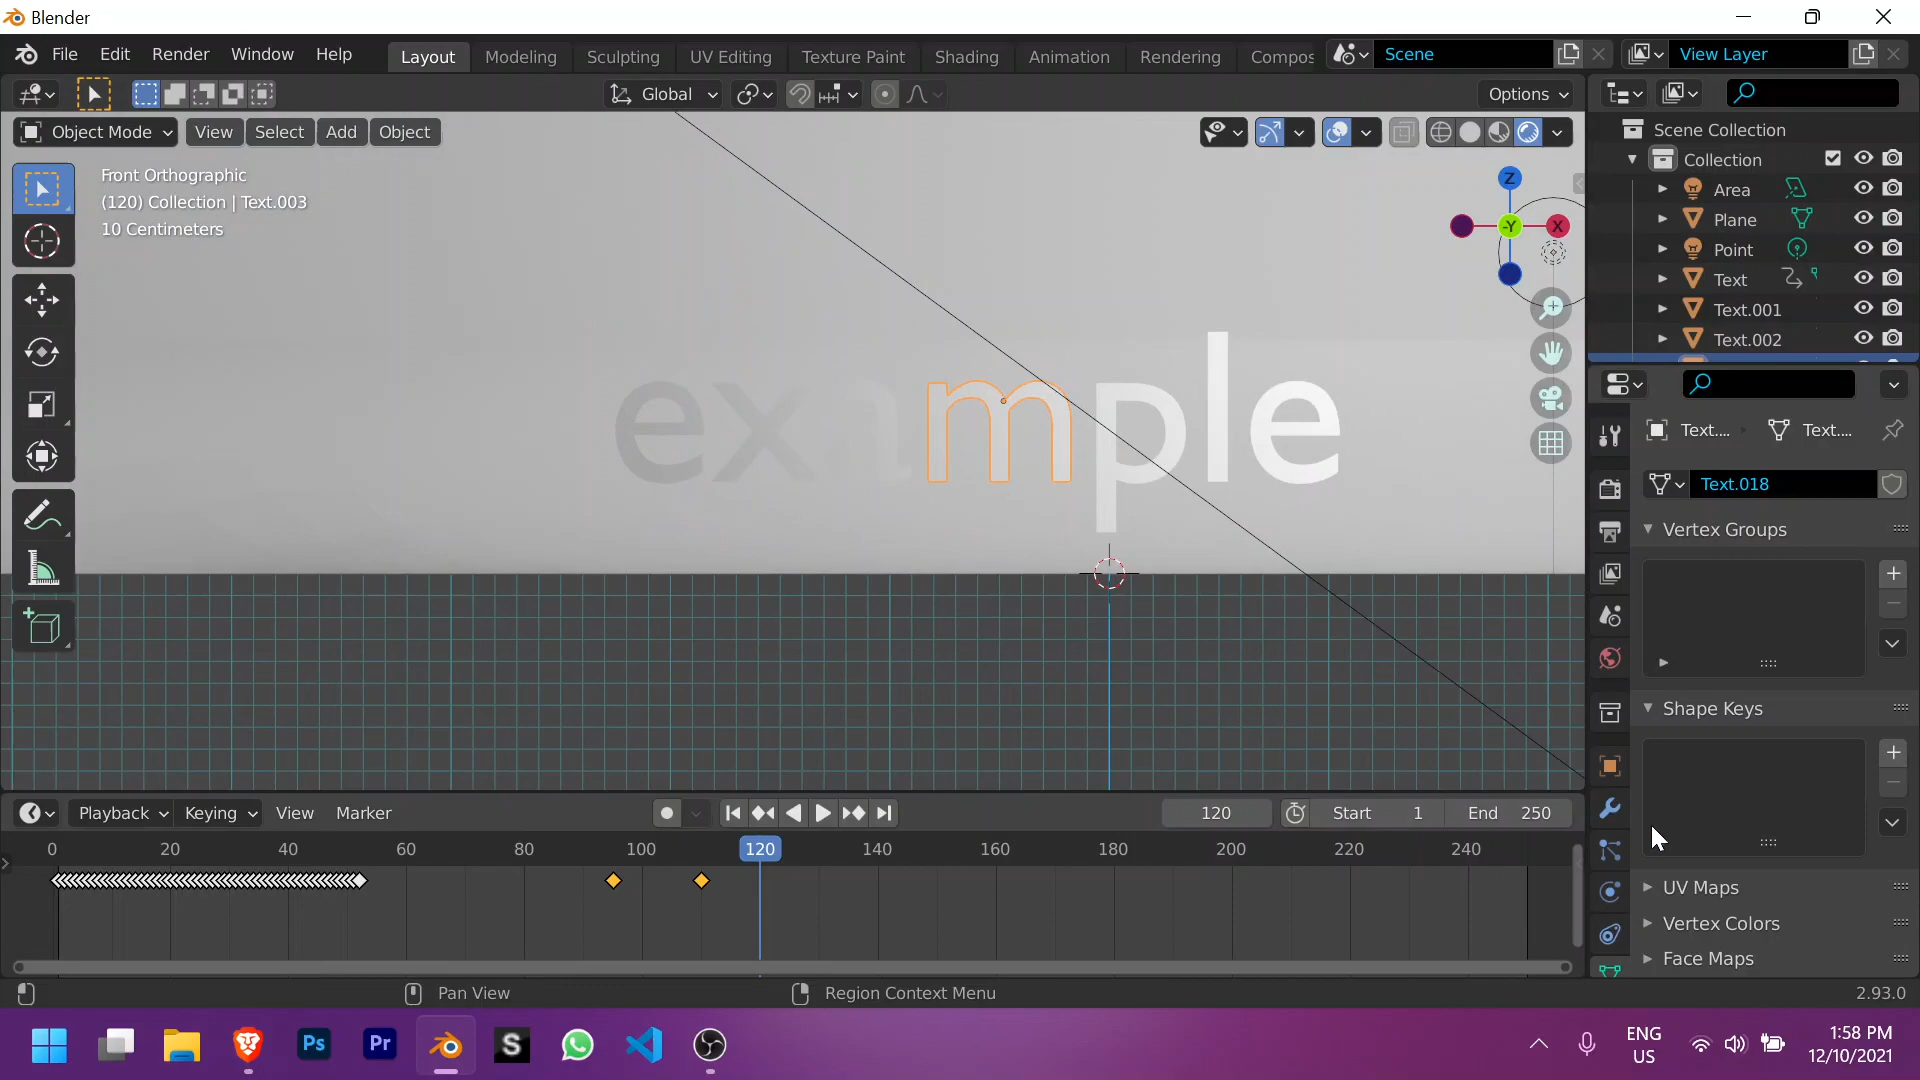 Blender
File Edit Render Window Help Layout Modeling Sculpting UV Editing Texture Paint Shading Animation Rendering Compos Scene View Layer
Global Options
Object Mode View Select Add Object
Front Orthographic
(120) Collection | Text.003
10 Centimeters
Z
-Y X
example
Scene Collection
Collection
Area
Plane
Point
Text
Text.001
Text.002
Text.... Text....
Text.018
Vertex Groups
Shape Keys
UV Maps
Vertex Colors
Face Maps
Playback Keying View Marker 120 Start 1 End 250
0 20 40 60 80 100 120 140 160 180 200 220 240
Pan View Region Context Menu 2.93.0
Ps Pr S
ENG
US
1:58 PM
12/10/2021